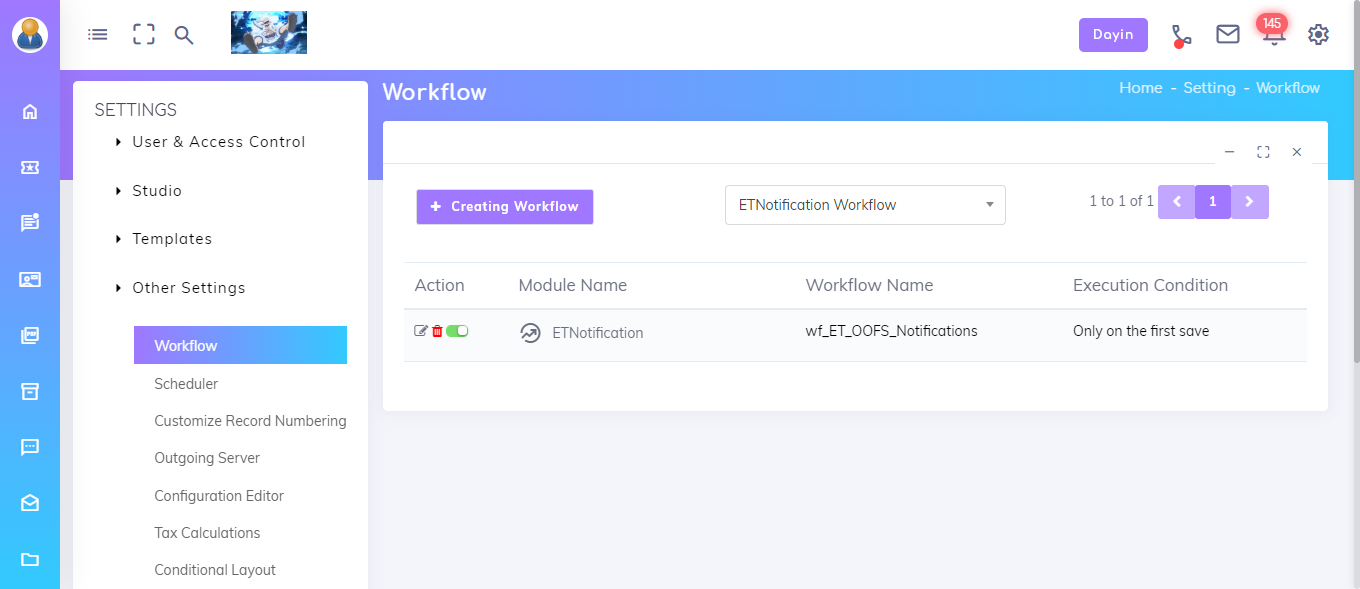 Dayin
145
Workflow
Home - Setting - Workflow
SETTINGS
User & Access Control
Studio
Templates
Other Settings
Workflow
Scheduler
Customize Record Numbering
Outgoing Server
Configuration Editor
Tax Calculations
Conditional Layout
+ Creating Workflow
ETNotification Workflow
1 to 1 of 1
1
Action Module Name Workflow Name Execution Condition
ETNotification wf_ET_OOFS_Notifications Only on the first save